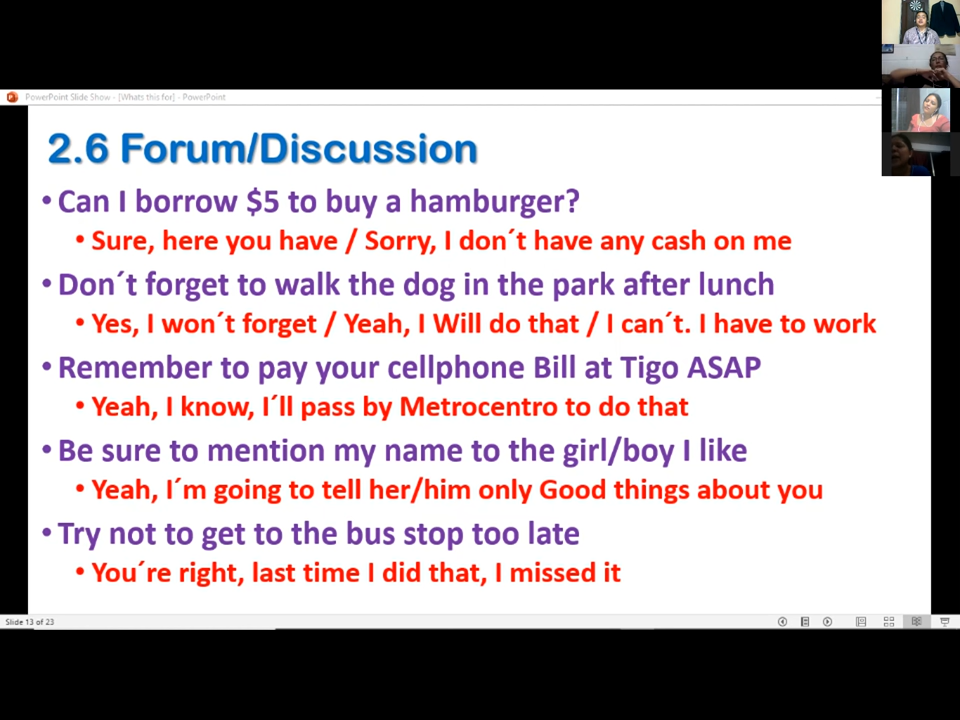 PowerPoint Slide Show - [Whats this for] - PowerPoint
2.6 Forum/Discussion
• Can I borrow $5 to buy a hamburger?
• Sure, here you have / Sorry, I don´t have any cash on me
• Don´t forget to walk the dog in the park after lunch
• Yes, I won´t forget / Yeah, I Will do that / I can´t. I have to work
• Remember to pay your cellphone Bill at Tigo ASAP
• Yeah, I know, I´ll pass by Metrocentro to do that
• Be sure to mention my name to the girl/boy I like
• Yeah, I´m going to tell her/him only Good things about you
• Try not to get to the bus stop too late
• You´re right, last time I did that, I missed it
Slide 13 of 23